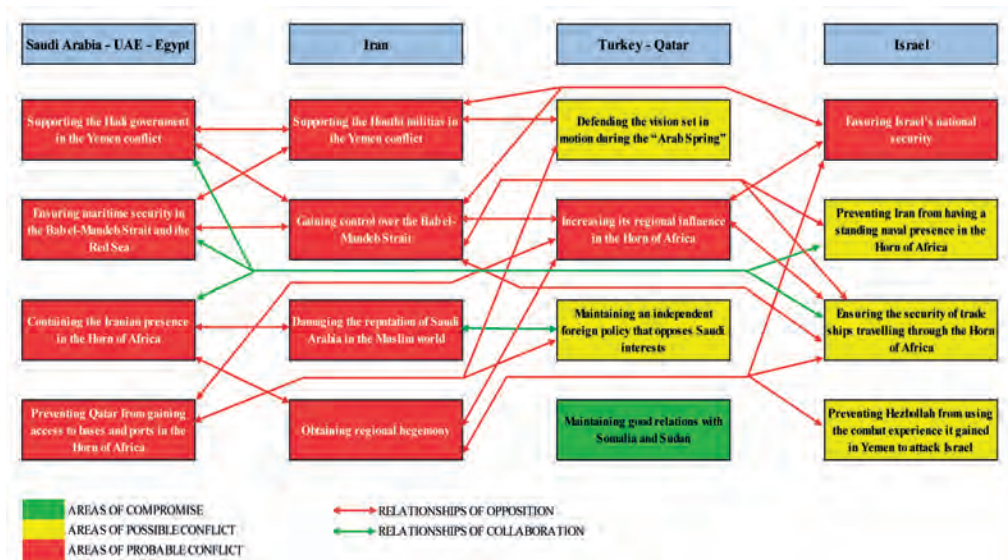 Saudi Arabia - UAE - Egypt
Iran
Turkey - Qatar
Israel
Supporting the Hadi government
in the Yemen conflict
Supporting the Houthi militias in
the Yemen conflict
Defending the vision set in
motion during the “Arab Spring”
Ensuring Israel's national
security
Ensuring maritime security in
the Bab el-Mandeb Strait and the
Red Sea
Gaining control over the Bab el-
Mandeb Strait
Increasing its regional influence
in the Horn of Africa
Preventing Iran from having a
standing naval presence in the
Horn of Africa
Containing the Iranian presence
in the Horn of Africa
Damaging the reputation of Saudi
Arabia in the Muslim world
Maintaining an independent
foreign policy that opposes Saudi
interests
Ensuring the security of trade
ships travelling through the Horn
of Africa
Preventing Qatar from gaining
access to bases and ports in the
Horn of Africa
Obtaining regional hegemony
Maintaining good relations with
Somalia and Sudan
Preventing Hezbollah from using
the combat experience it gained
in Yemen to attack Israel
AREAS OF COMPROMISE
AREAS OF POSSIBLE CONFLICT
AREAS OF PROBABLE CONFLICT
RELATIONSHIPS OF OPPOSITION
RELATIONSHIPS OF COLLABORATION